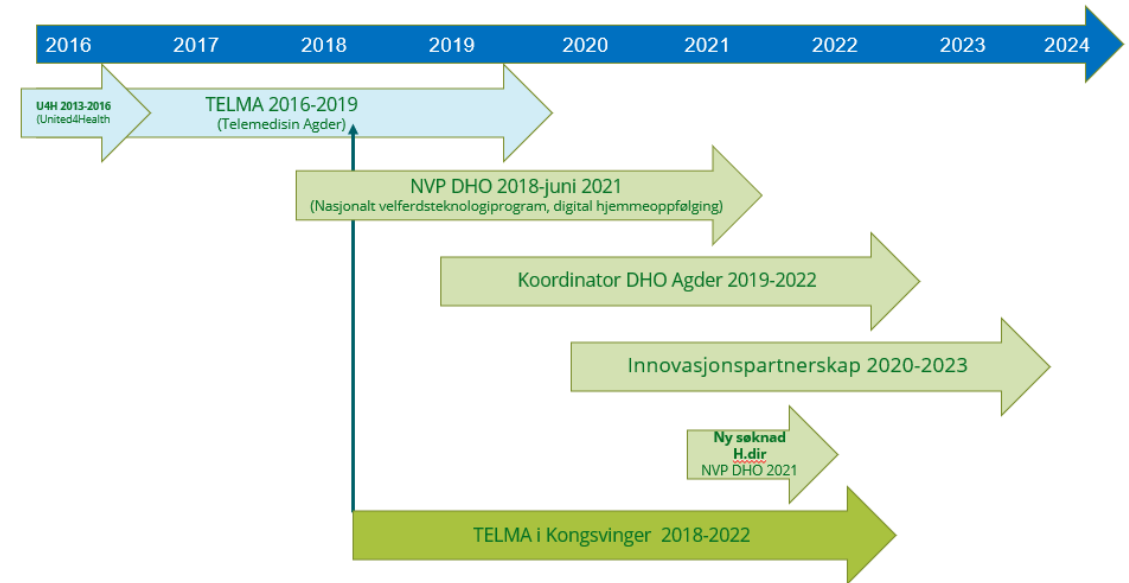 2016 2017 2018 2019 2020 2021 2022 2023 2024
U4H 2013-2016
(United4Health
TELMA 2016-2019
(Telemedisin Agder)
NVP DHO 2018-juni 2021
(Nasjonalt velferdsteknologiprogram, digital hjemmeoppfølging)
Koordinator DHO Agder 2019-2022
Innovasjonspartnerskap 2020-2023
Ny søknad
H.dir
NVP DHO 2021
TELMA i Kongsvinger 2018-2022